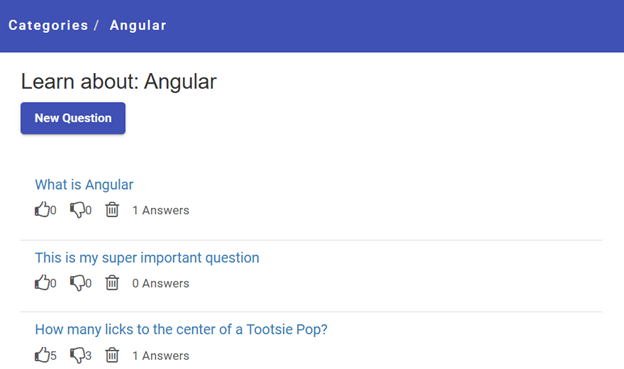 Categories / Angular
Learn about: Angular
New Question
What is Angular
0 0 1 Answers
This is my super important question
0 0 0 Answers
How many licks to the center of a Tootsie Pop?
5 3 1 Answers